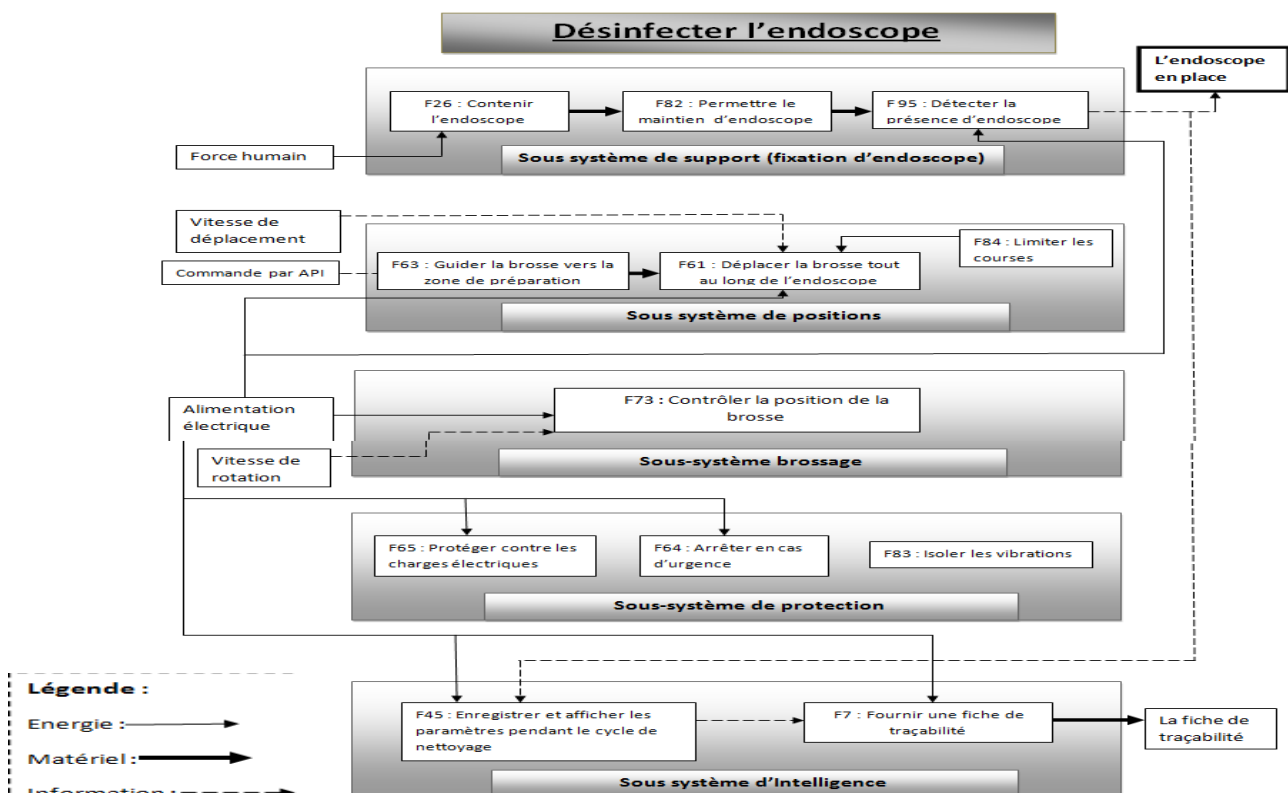 Désinfecter l'endoscope
L'endoscope
en place
F26 : Contenir
l'endoscope
F82 : Permettre le
maintien d'endoscope
F95 : Détecter la
présence d'endoscope
Force humain
Sous système de support (fixation d'endoscope)
Vitesse de
déplacement
Commande par API
F63 : Guider la brosse vers la
zone de préparation
F61 : Déplacer la brosse tout
au long de l'endoscope
F84 : Limiter les
courses
Sous système de positions
Alimentation
électrique
F73 : Contrôler la position de la
brosse
Vitesse de
rotation
Sous-système brossage
F65 : Protéger contre les
charges électriques
F64 : Arrêter en cas
d'urgence
F83 : Isoler les vibrations
Sous-système de protection
Légende :
Energie :
Matériel :
Information :
F45 : Enregistrer et afficher les
paramètres pendant le cycle de
nettoyage
F7 : Fournir une fiche de
traçabilité
La fiche de
traçabilité
Sous système d'Intelligence